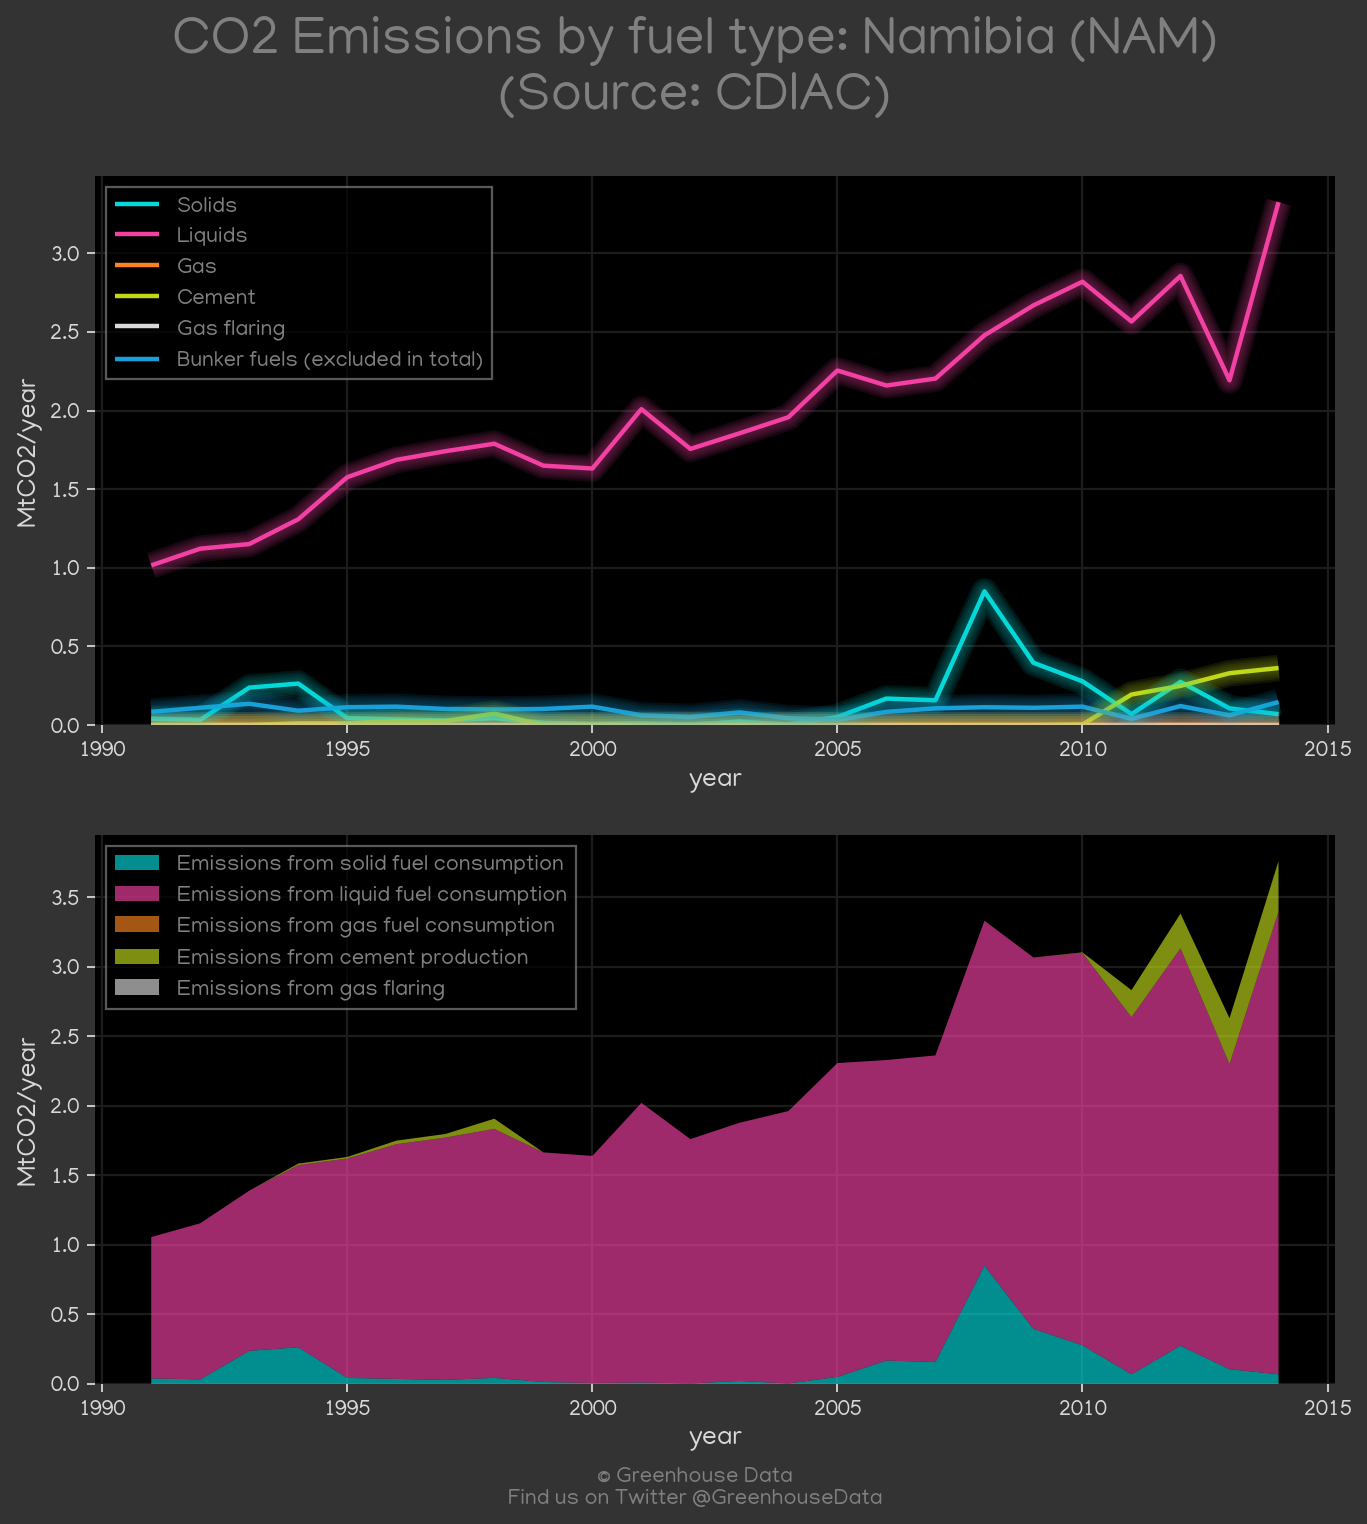 CO2 Emissions by fuel type: Namibia (NAM)
(Source: CDIAC)
Solids
Liquids
Gas
Cement
Gas flaring
Bunker fuels (excluded in total)
MtCO2/year
3.0
2.5
2.0
1.5
1.0
0.5
0.0
1990 1995 2000 2005 2010 2015
year
Emissions from solid fuel consumption
Emissions from liquid fuel consumption
Emissions from gas fuel consumption
Emissions from cement production
Emissions from gas flaring
MtCO2/year
3.5
3.0
2.5
2.0
1.5
1.0
0.5
0.0
1990 1995 2000 2005 2010 2015
year
© Greenhouse Data
Find us on Twitter @GreenhouseData